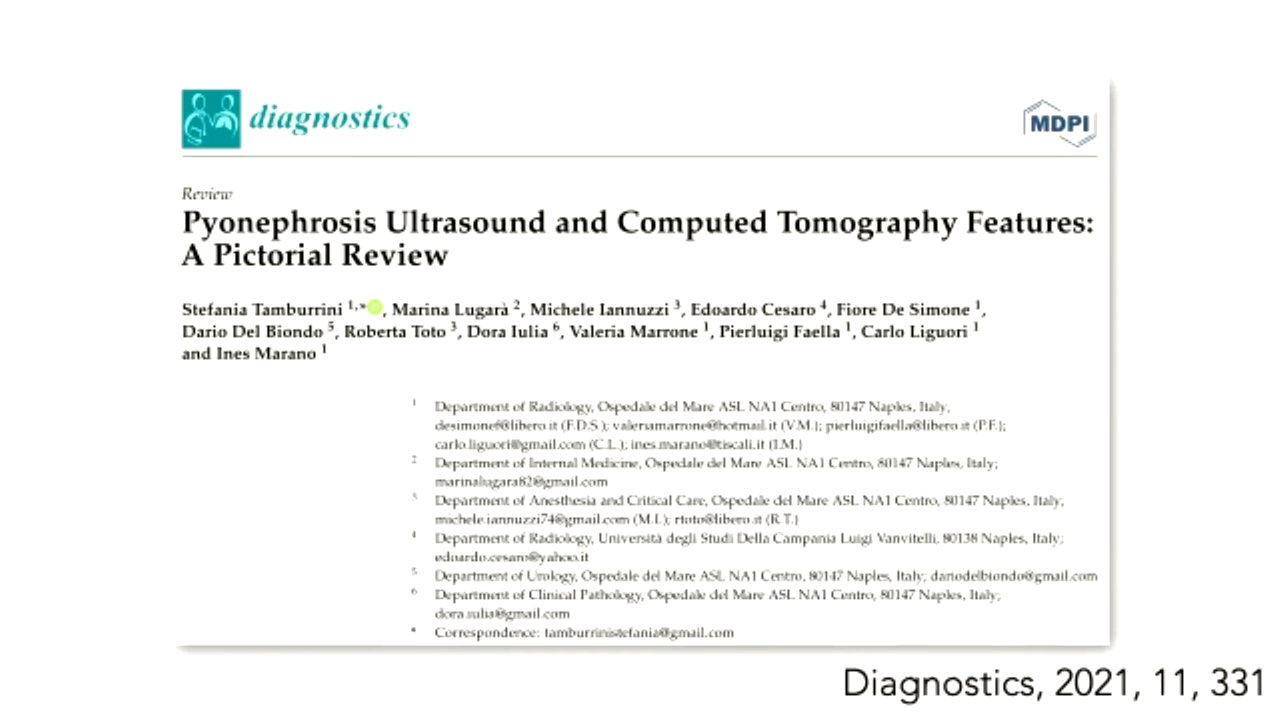 diagnostics
MDPI
Review
Pyonephrosis Ultrasound and Computed Tomography Features:
A Pictorial Review
Stefania Tamburrini 1,*, Marina Lugarà 2, Michele Iannuzzi 3, Edoardo Cesaro 4, Fiore De Simone 1,
Dario Del Biondo 5, Roberta Toto 3, Dora Iulia 6, Valeria Marrone 1, Pierluigi Faella 1, Carlo Liguori 1
and Ines Marano 1
1 Department of Radiology, Ospedale del Mare ASL NA1 Centro, 80147 Naples, Italy;
desimonef@libero.it (F.D.S.); valeriamarrone@hotmail.it (V.M.); pierluigifaella@libero.it (P.F.);
carlo.liguori@gmail.com (C.L.); ines.marano@tiscali.it (I.M.)
2 Department of Internal Medicine, Ospedale del Mare ASL NA1 Centro, 80147 Naples, Italy;
marinalugara82@gmail.com
3 Department of Anesthesia and Critical Care, Ospedale del Mare ASL NA1 Centro, 80147 Naples, Italy;
michele.iannuzzi74@gmail.com (M.I.); rtoto@libero.it (R.T.)
4 Department of Radiology, Università degli Studi Della Campania Luigi Vanvitelli, 80138 Naples, Italy;
edoardo.cesaro@yahoo.it
5 Department of Urology, Ospedale del Mare ASL NA1 Centro, 80147 Naples, Italy; dariodelbiondo@gmail.com
6 Department of Clinical Pathology, Ospedale del Mare ASL NA1 Centro, 80147 Naples, Italy;
dora.iulia@gmail.com
* Correspondence: tamburrinistefania@gmail.com
Diagnostics, 2021, 11, 331